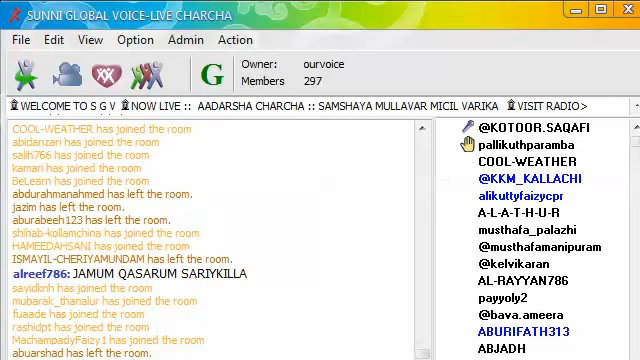 SUNNI GLOBAL VOICE-LIVE CHARCHA
File Edit View Option Admin Action
G
Owner: ourvoice
Members 297
WELCOME TO S G V NOW LIVE :: AADARSHA CHARCHA :: SAMSHAYA MULLAVAR MICIL VARIKA VISIT RADIO>
COOL-WEATHER has joined the room
abidanzari has joined the room
salih766 has joined the room
kamari has joined the room
BeLearn has joined the room
abdurahmanahmed has left the room.
jazim has left the room.
aburabeeh123 has left the room.
shihab-kollamchina has joined the room
HAMEEDAHSANI has joined the room
ISMAYIL-CHERIYAMUNDAM has left the room.
alreef786: JAMUM QASARUM SARIYKILLA
sayidknh has joined the room
mubarak_thanalur has joined the room
fuaade has joined the room
rashidpt has joined the room
MachampadyFaizy1 has joined the room
abuarshad has left the room.
@KOTOOR.SAQAFI
pallikuthparamba
COOL-WEATHER
@KKM_KALLACHI
alikuttyfaizycpr
A-L-A-T-H-U-R
musthafa_palazhi
@musthafamanipuram
@kelvikaran
AL-RAYYAN786
payyoly2
@bava.ameera
ABURIFATH313
ABJADH